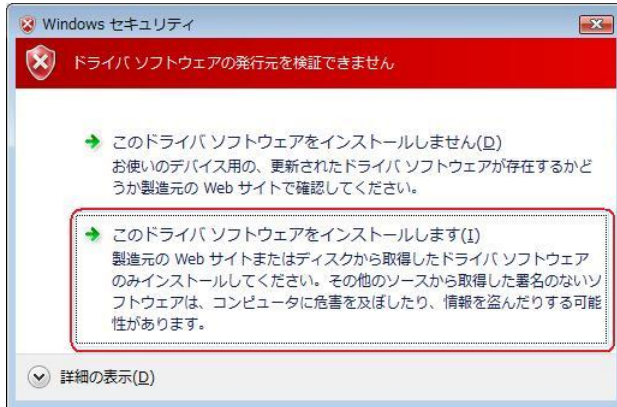 Windows セキュリティ
ドライバ ソフトウェアの発行元を検証できません
このドライバ ソフトウェアをインストールしません(D)
お使いのデバイス用の、更新されたドライバ ソフトウェアが存在するかど
うか製造元の Web サイトで確認してください。
このドライバ ソフトウェアをインストールします(I)
製造元の Web サイトまたはディスクから取得したドライバ ソフトウェア
のみインストールしてください。その他のソースから取得した署名のないソ
フトウェアは、コンピュータに危害を及ぼしたり、情報を盗んだりする可能
性があります。
詳細の表示(D)